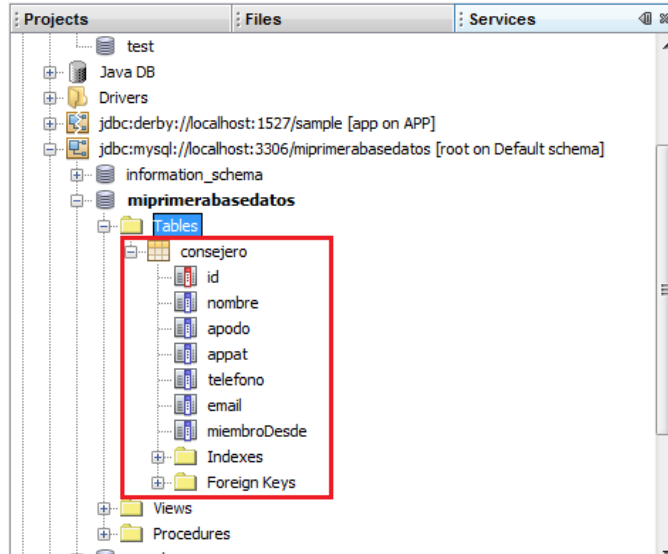 Projects Files Services
test
Java DB
Drivers
jdbc:derby://localhost:1527/sample [app on APP]
jdbc:mysql://localhost:3306/miprimerabasedatos [root on Default schema]
information_schema
miprimerabasedatos
Tables
consejero
id
nombre
apodo
appat
telefono
email
miembroDesde
Indexes
Foreign Keys
Views
Procedures